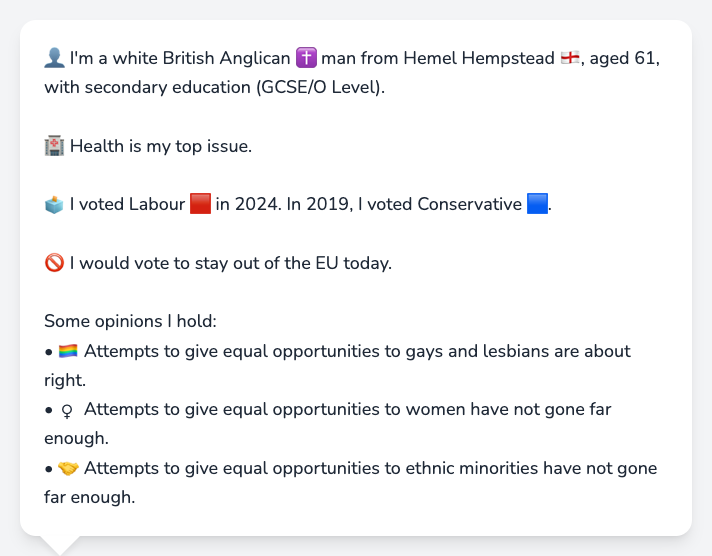 👤 I'm a white British Anglican ✝️ man from Hemel Hempstead 🏴󠁧󠁢󠁥󠁮󠁧󠁿, aged 61,
with secondary education (GCSE/O Level).
🏥 Health is my top issue.
🗳️ I voted Labour 🟥 in 2024. In 2019, I voted Conservative 🟦.
🚫 I would vote to stay out of the EU today.
Some opinions I hold:
• 🏳️‍🌈 Attempts to give equal opportunities to gays and lesbians are about
right.
• ♀ Attempts to give equal opportunities to women have not gone far
enough.
• 🤝 Attempts to give equal opportunities to ethnic minorities have not gone
far enough.